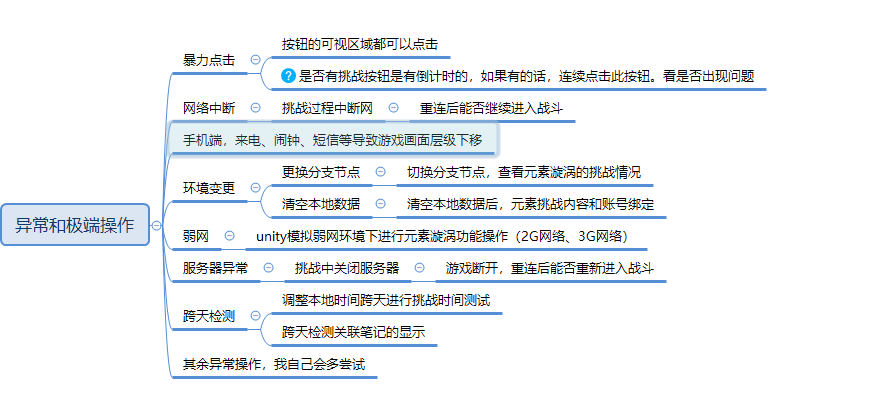 异常和极端操作
暴力点击
按钮的可视区域都可以点击
?是否有挑战按钮是有倒计时的，如果有的话，连续点击此按钮。看是否出现问题
网络中断
挑战过程中断网
重连后能否继续进入战斗
手机端，来电、闹钟、短信等导致游戏画面层级下移
环境变更
更换分支节点
切换分支节点，查看元素漩涡的挑战情况
清空本地数据
清空本地数据后，元素挑战内容和账号绑定
弱网
unity模拟弱网环境下进行元素漩涡功能操作（2G网络、3G网络）
服务器异常
挑战中关闭服务器
游戏断开，重连后能否重新进入战斗
跨天检测
调整本地时间跨天进行挑战时间测试
跨天检测关联笔记的显示
其余异常操作，我自己会多尝试